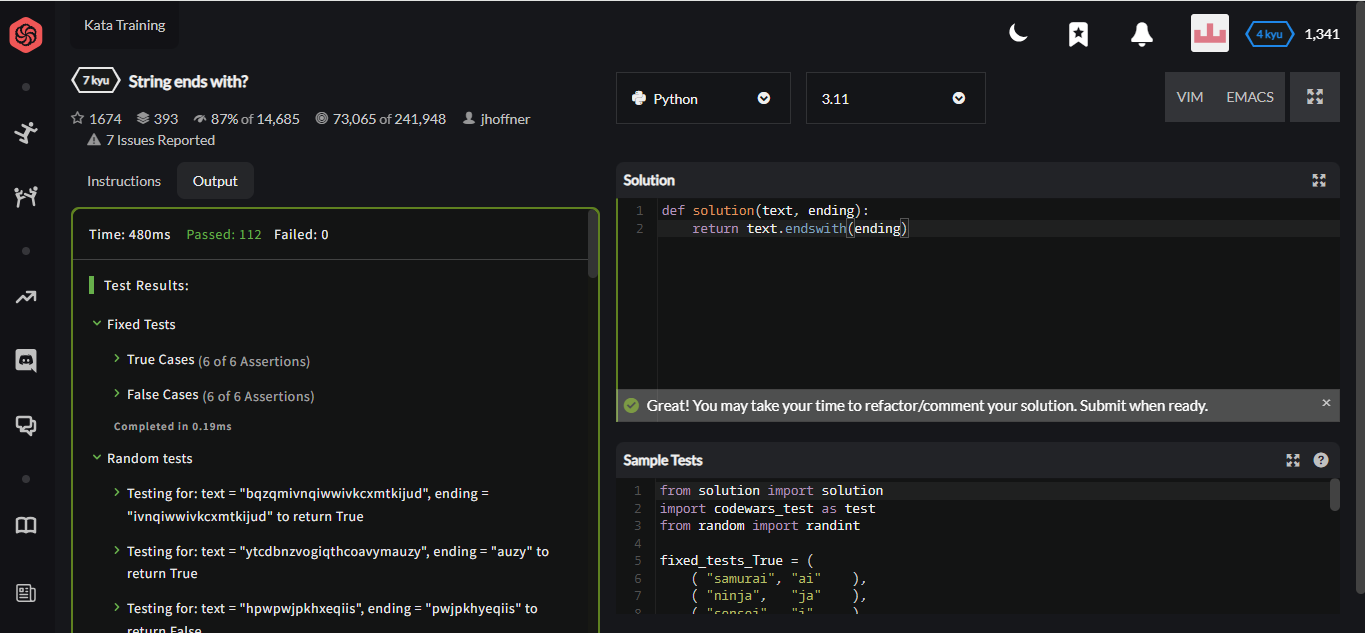 Kata Training
4 kyu 1,341
7 kyu String ends with?
1674 393 87% of 14,685 73,065 of 241,948 jhoffner
7 Issues Reported
Instructions Output
Time: 480ms Passed: 112 Failed: 0
Test Results:
Fixed Tests
True Cases (6 of 6 Assertions)
False Cases (6 of 6 Assertions)
Completed in 0.19ms
Random tests
Testing for: text = "bqzqmivnqiwwivkcxmtkijud", ending =
"ivnqiwwivkcxmtkijud" to return True
Testing for: text = "ytcdbnzvogiqthcoavymauzy", ending = "auzy" to
return True
Testing for: text = "hpwpwjpkhxeqiis", ending = "pwjpkhyeqiis" to
return False
Python 3.11 VIM EMACS
Solution
1 def solution(text, ending):
2     return text.endswith(ending)
Great! You may take your time to refactor/comment your solution. Submit when ready. ×
Sample Tests ?
1 from solution import solution
2 import codewars_test as test
3 from random import randint
4
5 fixed_tests_True = (
6     ( "samurai", "ai"    ),
7     ( "ninja",   "ja"    ),
8     ( "sensei",  "i"     ),